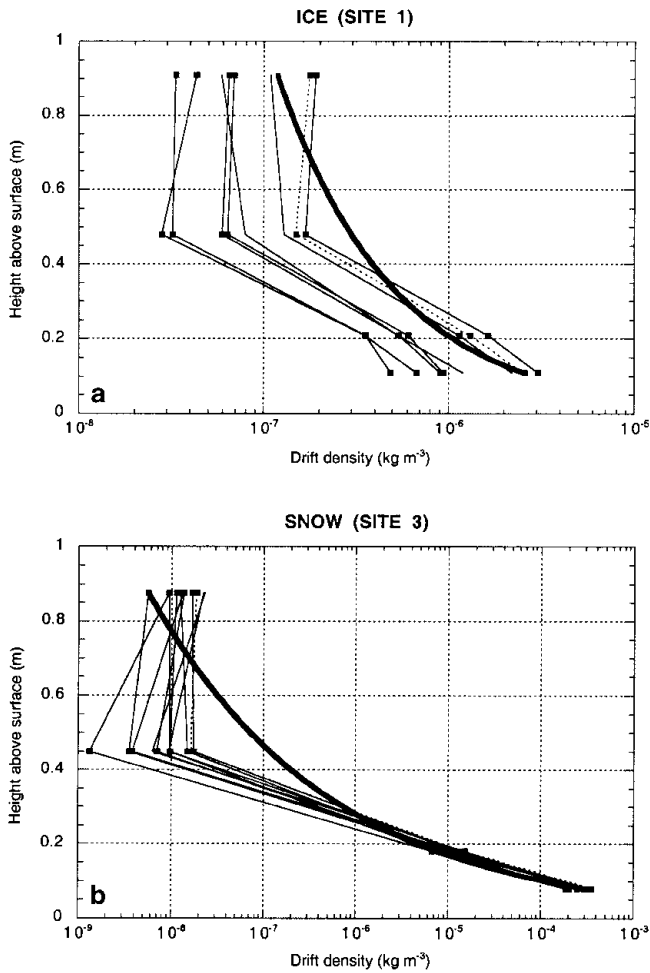 ICE (SITE 1)
1
0.8
0.6
0.4
0.2
0
Height above surface (m)
a
10⁻⁸
10⁻⁷
10⁻⁶
10⁻⁵
Drift density (kg m⁻³)
SNOW (SITE 3)
1
0.8
0.6
0.4
0.2
0
Height above surface (m)
b
10⁻⁹
10⁻⁸
10⁻⁷
10⁻⁶
10⁻⁵
10⁻⁴
10⁻³
Drift density (kg m⁻³)